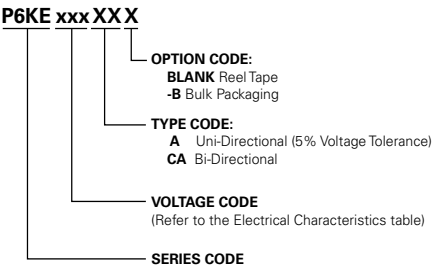 P6KE xxx XX X
OPTION CODE:
BLANK Reel Tape
-B Bulk Packaging
TYPE CODE:
A Uni-Directional (5% Voltage Tolerance)
CA Bi-Directional
VOLTAGE CODE
(Refer to the Electrical Characteristics table)
SERIES CODE